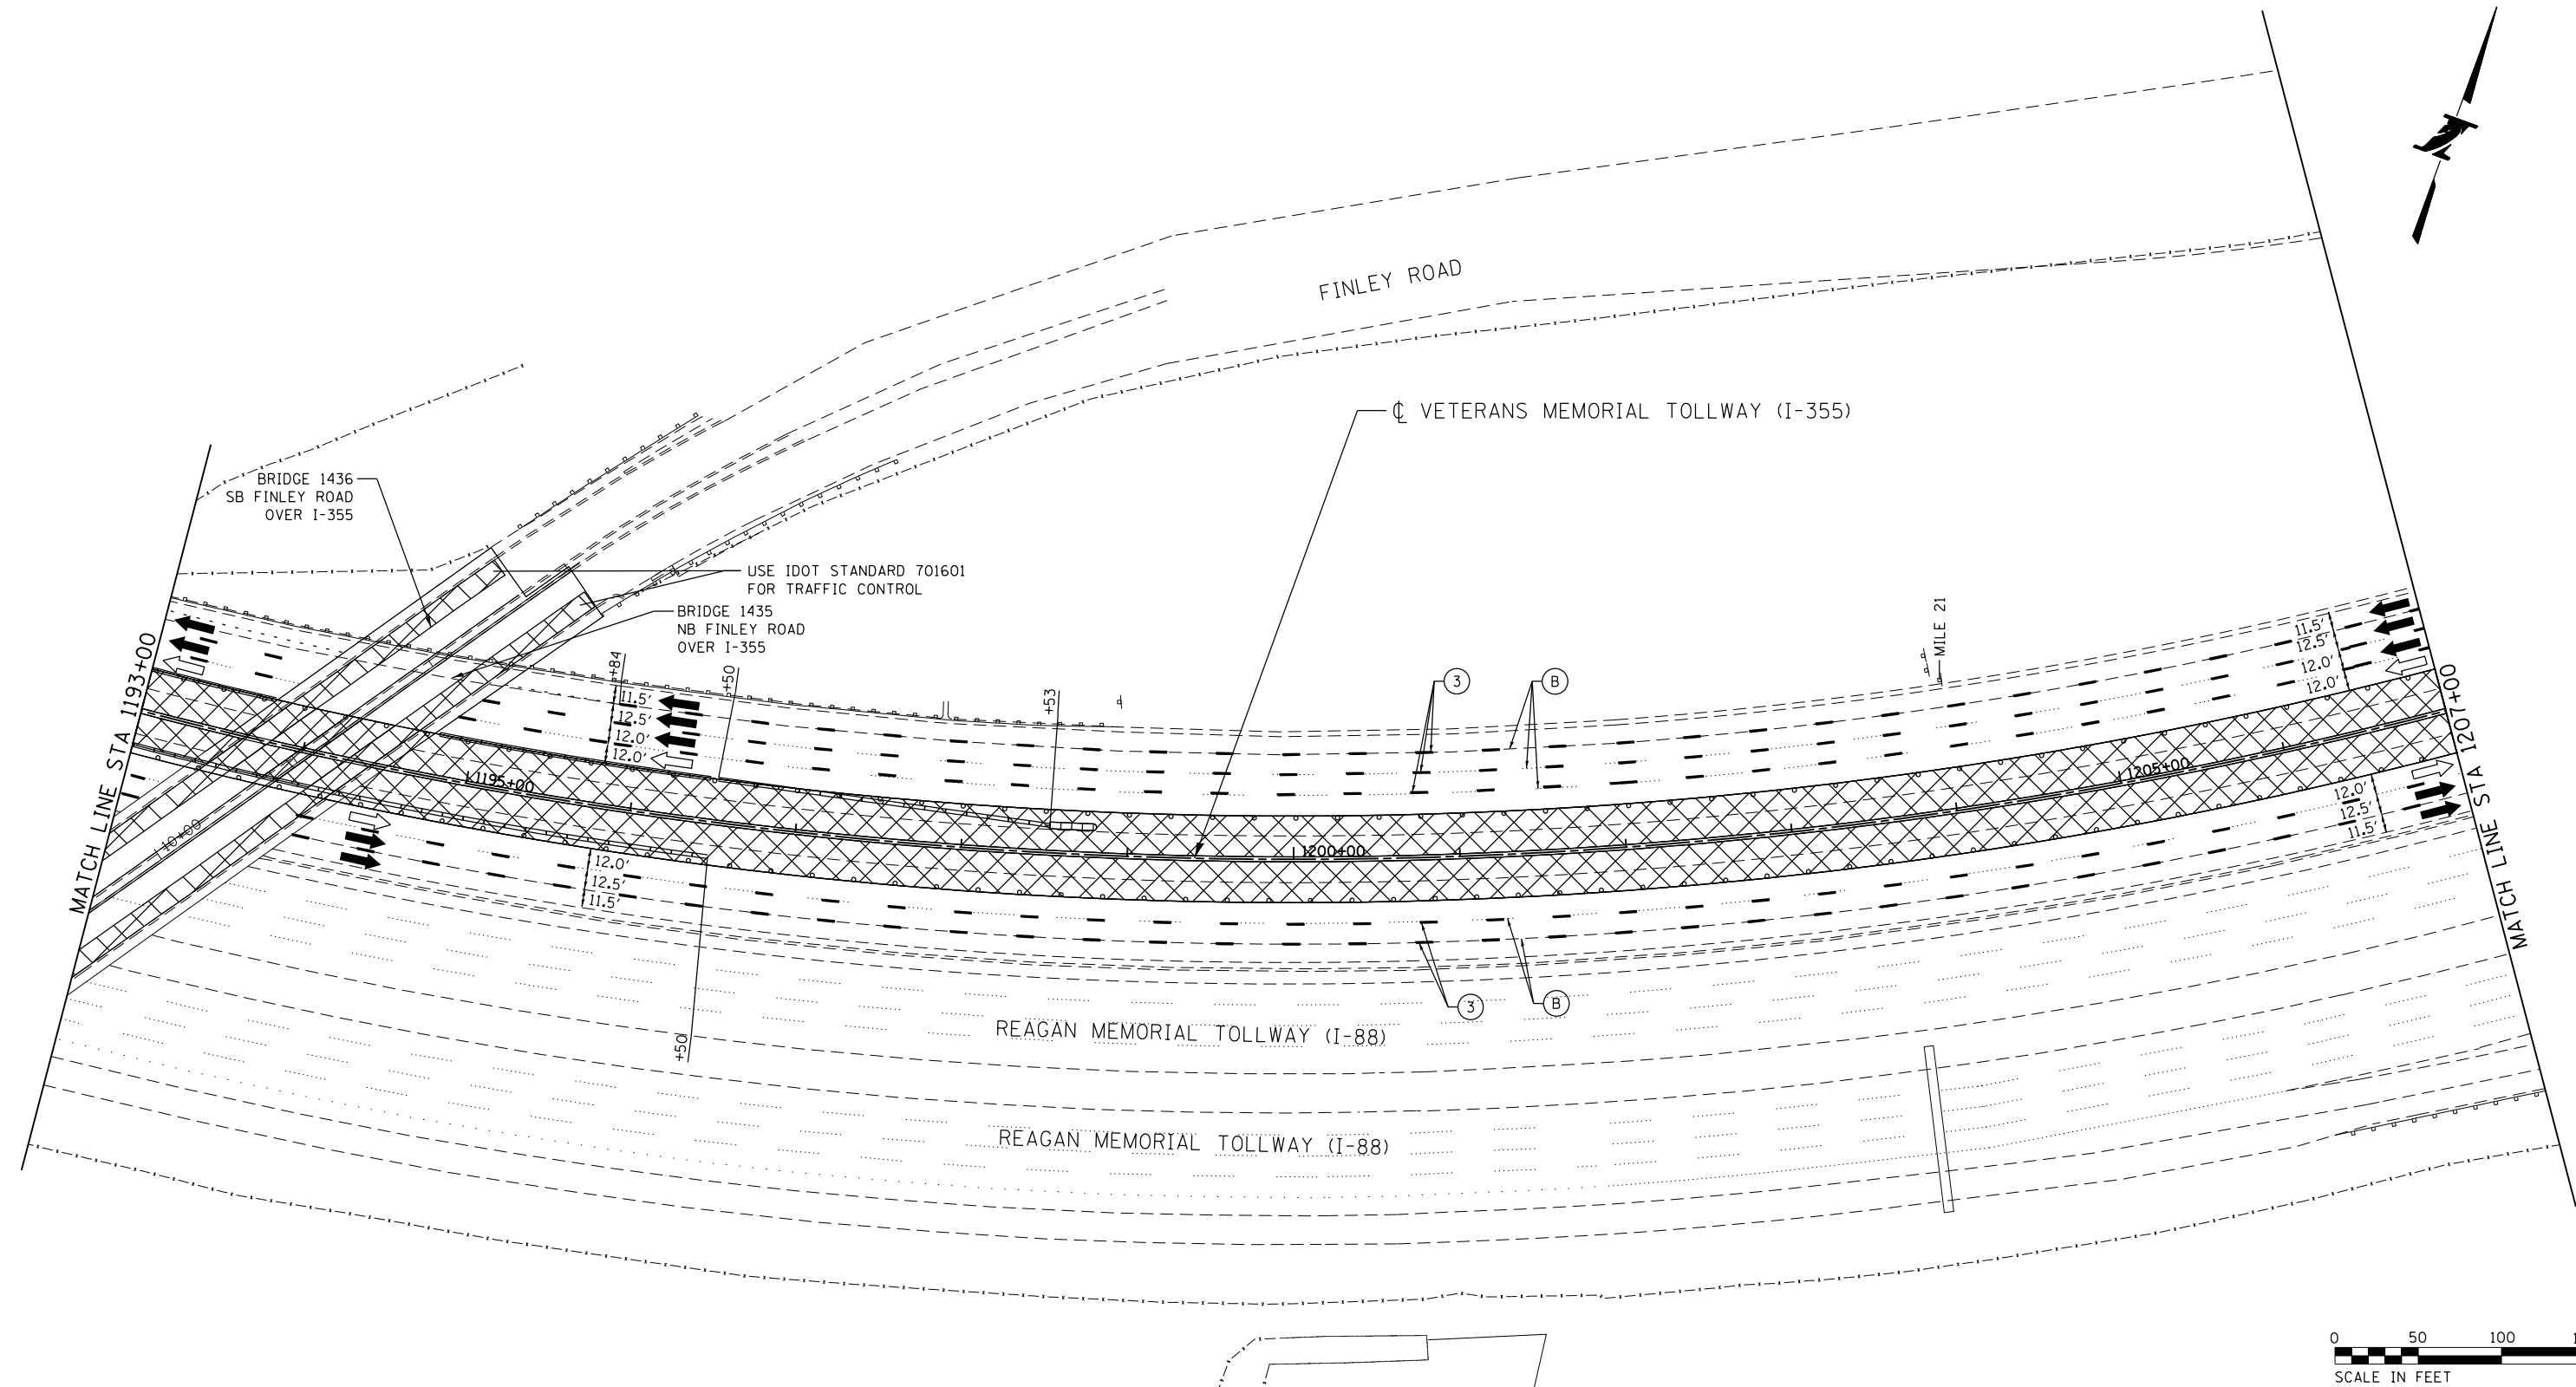 FINLEY ROAD
℄ VETERANS MEMORIAL TOLLWAY (I-355)
BRIDGE 1436
SB FINLEY ROAD
OVER I-355
USE IDOT STANDARD 701601
FOR TRAFFIC CONTROL
BRIDGE 1435
NB FINLEY ROAD
OVER I-355
MATCH LINE STA 1193+00
+84
+50
+53
3
B
MILE 21
11.5'
12.5'
12.0'
12.0'
11.5'
12.5'
12.0'
12.0'
MATCH LINE STA 1207+00
1195+00
1200+00
1205+00
10+00
12.0'
12.5'
11.5'
12.0'
12.5'
11.5'
+50
3
B
REAGAN MEMORIAL TOLLWAY (I-88)
REAGAN MEMORIAL TOLLWAY (I-88)
0 50 100
SCALE IN FEET